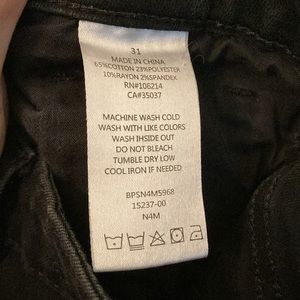 31
MADE IN CHINA
65%COTTON 23%POLYESTER
10%RAYON 2%SPANDEX
RN#106214
CA#35037
MACHINE WASH COLD
WASH WITH LIKE COLORS
WASH IHSIDE OUT
DO NOT BLEACH
TUMBLE DRY LOW
COOL IRON IF NEEDED
BPSN4M5968
15237-00
N4M